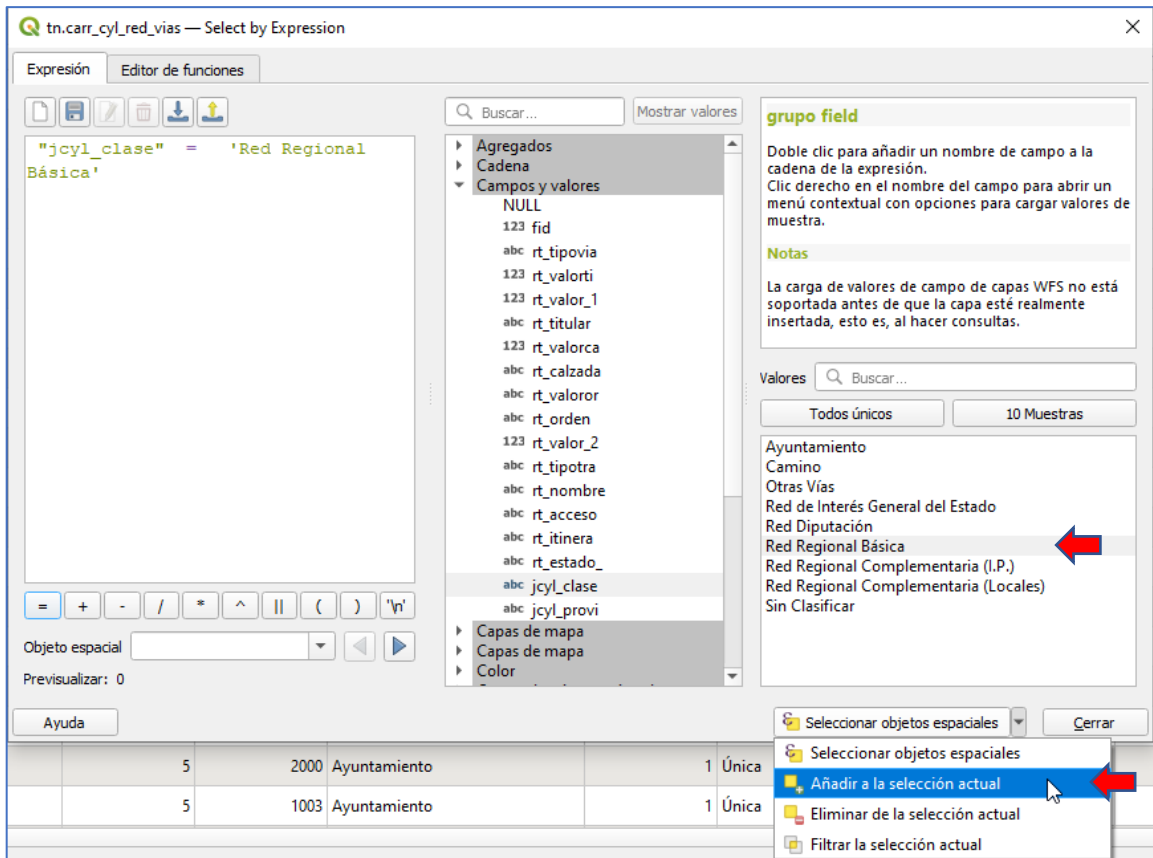 tn.carr_cyl_red_vias — Select by Expression
Expresión
Editor de funciones
"jcyl_clase" = 'Red Regional
Básica'
= + - / * ^ || ( ) '\n'
Objeto espacial
Previsualizar: 0
Buscar...
Mostrar valores
Agregados
Cadena
Campos y valores
NULL
123 fid
abc rt_tipovia
123 rt_valorti
123 rt_valor_1
abc rt_titular
123 rt_valorca
abc rt_calzada
abc rt_valoror
abc rt_orden
123 rt_valor_2
abc rt_tipotra
abc rt_nombre
abc rt_acceso
abc rt_itinera
abc rt_estado_
abc jcyl_clase
abc jcyl_provi
Capas de mapa
Capas de mapa
Color
grupo field
Doble clic para añadir un nombre de campo a la
cadena de la expresión.
Clic derecho en el nombre del campo para abrir un
menú contextual con opciones para cargar valores de
muestra.
Notas
La carga de valores de campo de capas WFS no está
soportada antes de que la capa esté realmente
insertada, esto es, al hacer consultas.
Valores
Buscar...
Todos únicos
10 Muestras
Ayuntamiento
Camino
Otras Vías
Red de Interés General del Estado
Red Diputación
Red Regional Básica
Red Regional Complementaria (I.P.)
Red Regional Complementaria (Locales)
Sin Clasificar
Ayuda
Seleccionar objetos espaciales
Cerrar
Seleccionar objetos espaciales
Añadir a la selección actual
Eliminar de la selección actual
Filtrar la selección actual
5 2000 Ayuntamiento 1 Única
5 1003 Ayuntamiento 1 Única